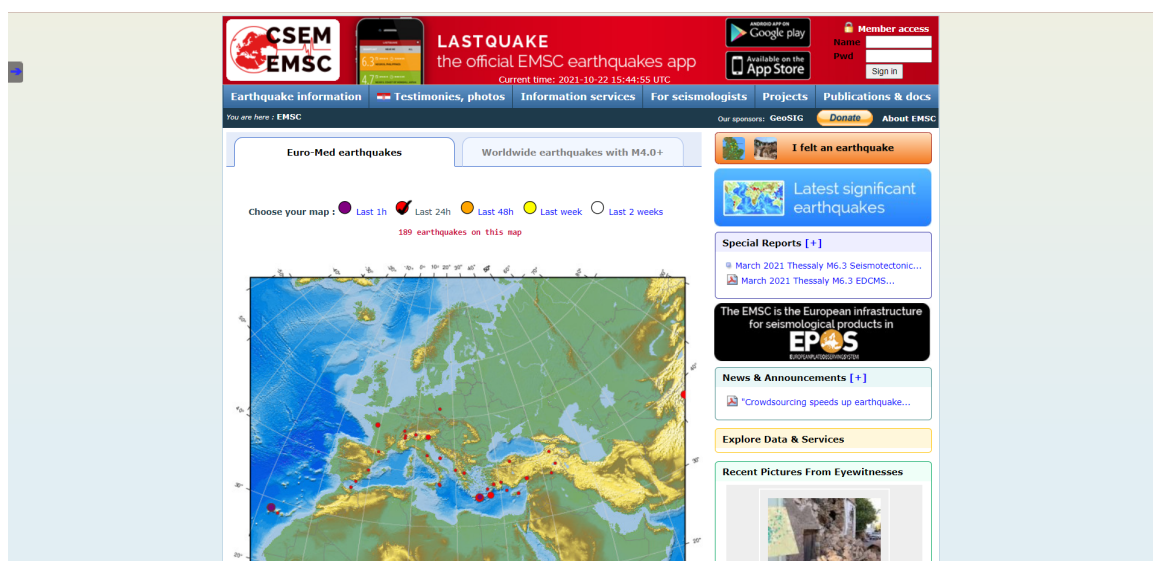 CSEM
EMSC
LASTQUAKE
the official EMSC earthquakes app
Current time: 2021-10-22 15:44:55 UTC
ANDROID APP ON
Google play
Available on the
App Store
Member access
Name
Pwd
Sign in
Earthquake information
Testimonies, photos
Information services
For seismologists
Projects
Publications & docs
You are here : EMSC
Our sponsors: GeoSIG
Donate
About EMSC
Euro-Med earthquakes
Worldwide earthquakes with M4.0+
Choose your map : Last 1h Last 24h Last 48h Last week Last 2 weeks
189 earthquakes on this map
I felt an earthquake
Latest significant
earthquakes
Special Reports [+]
March 2021 Thessaly M6.3 Seismotectonic...
March 2021 Thessaly M6.3 EDCMS...
The EMSC is the European infrastructure
for seismological products in
EPOS
News & Announcements [+]
"Crowdsourcing speeds up earthquake...
Explore Data & Services
Recent Pictures From Eyewitnesses